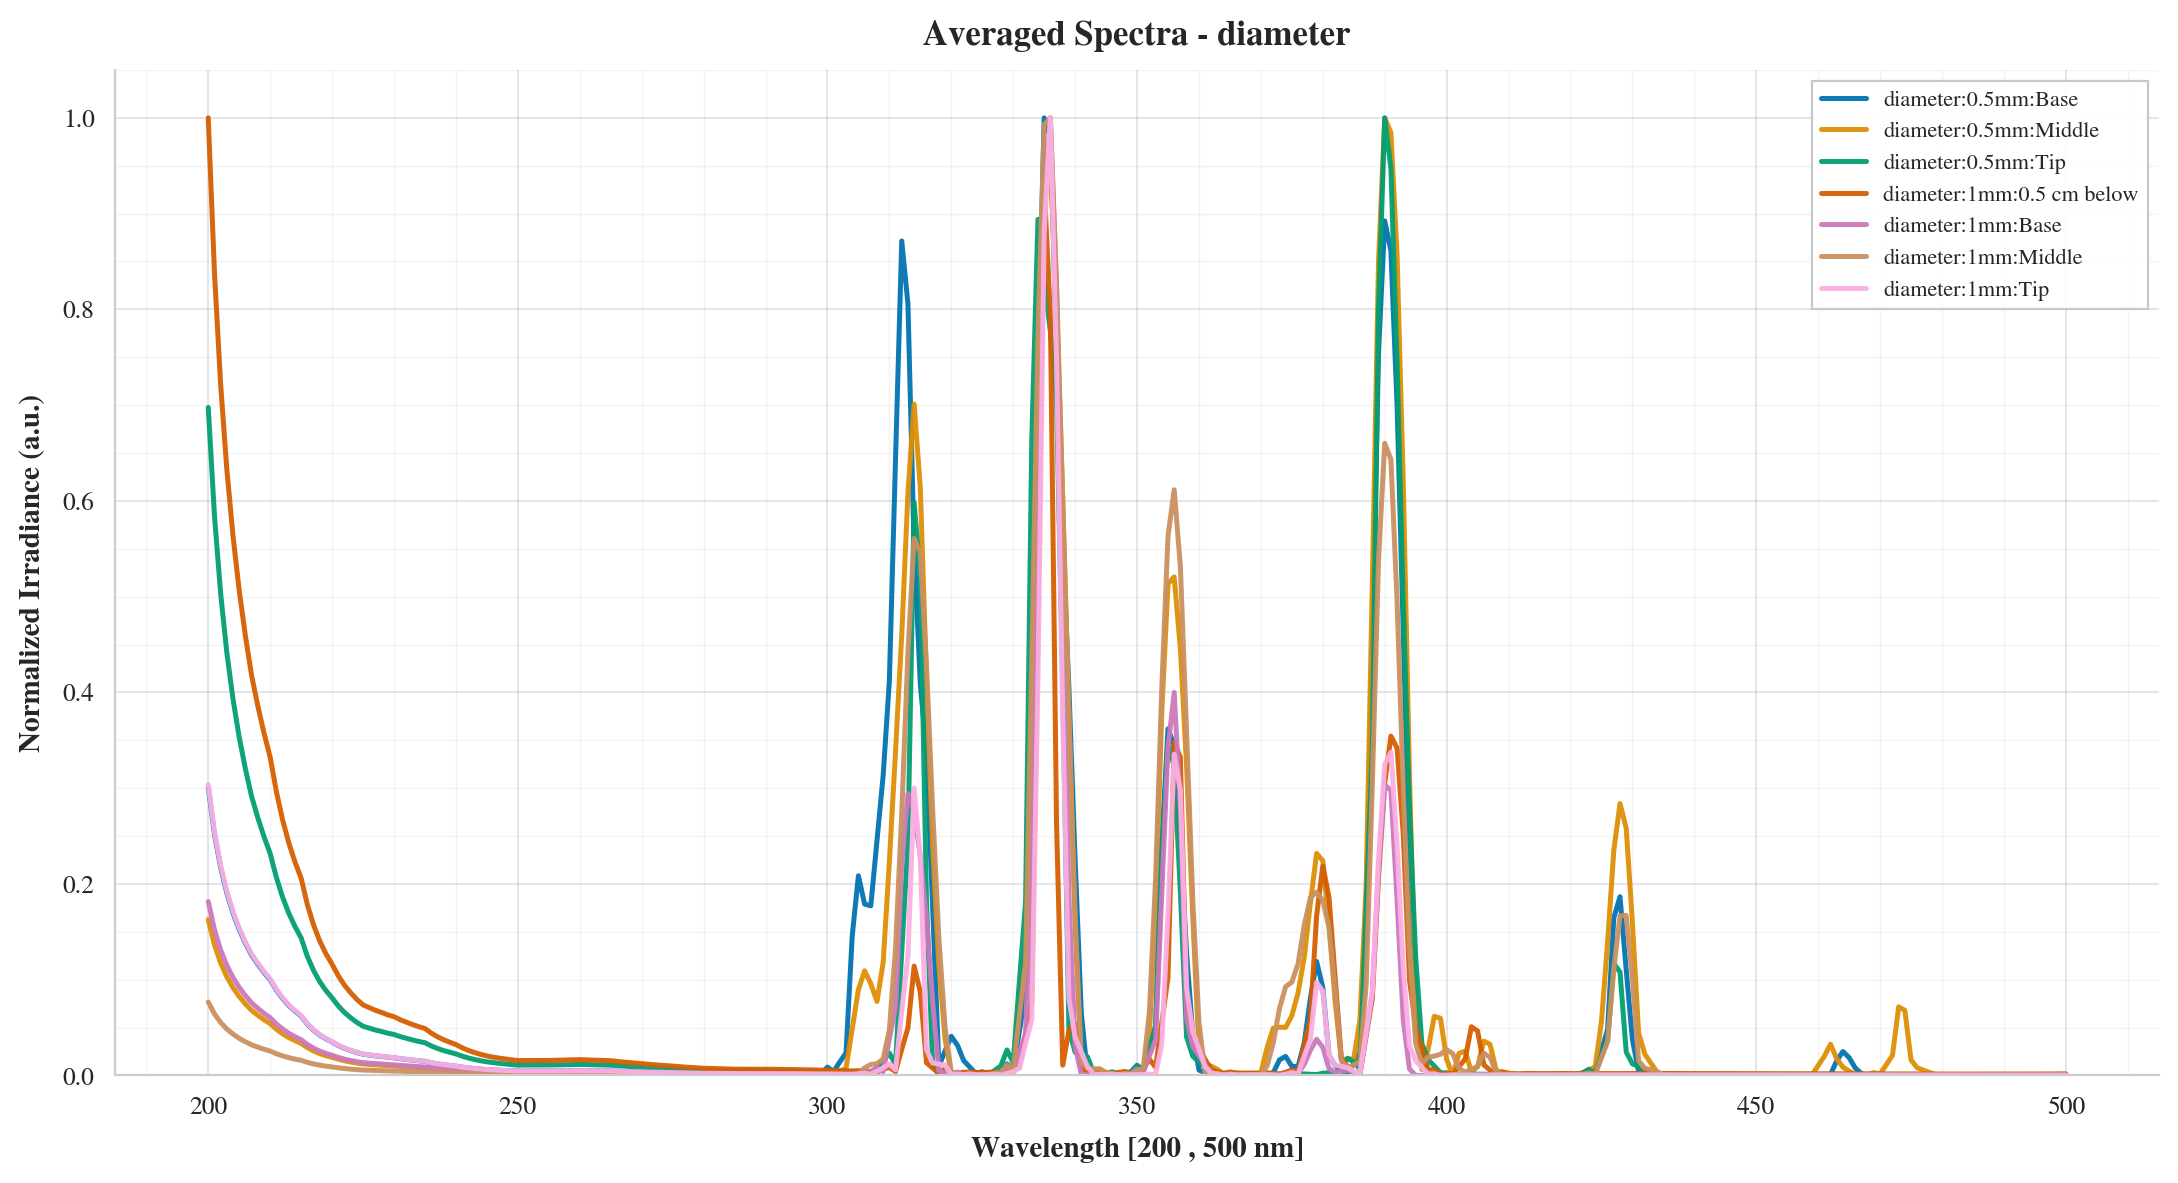 Averaged Spectra - diameter
Normalized Irradiance (a.u.)
1.0
0.8
0.6
0.4
0.2
0.0
diameter:0.5mm:Base
diameter:0.5mm:Middle
diameter:0.5mm:Tip
diameter:1mm:0.5 cm below
diameter:1mm:Base
diameter:1mm:Middle
diameter:1mm:Tip
200 250 300 350 400 450 500
Wavelength [200 , 500 nm]